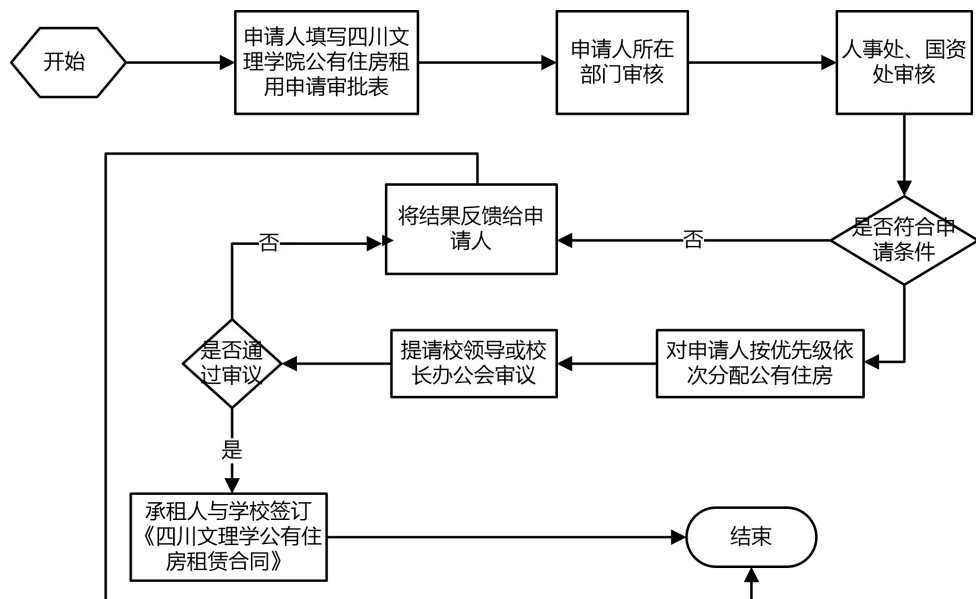 开始
申请人填写四川文
理学院公有住房租
用申请审批表
申请人所在
部门审核
人事处、国资
处审核
是否符合申
请条件
否
将结果反馈给申
请人
否
对申请人按优先级依
次分配公有住房
提请校领导或校
长办公会审议
是否通
过审议
是
承租人与学校签订
《四川文理学公有住
房租赁合同》
结束